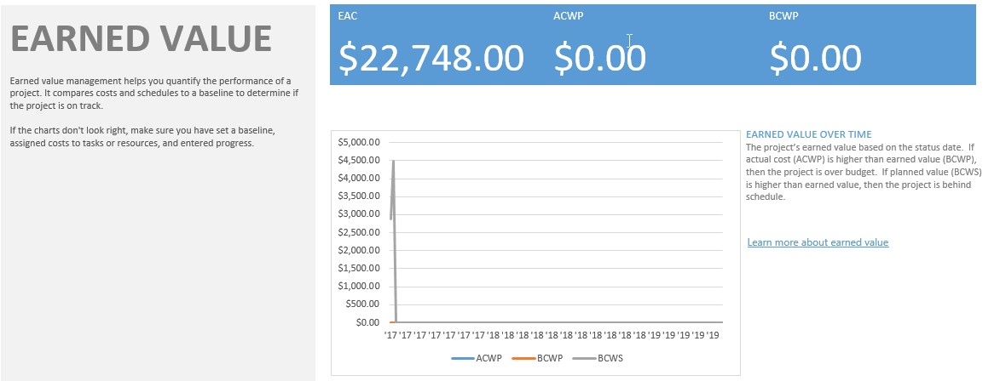 EARNED VALUE
Earned value management helps you quantify the performance of a
project. It compares costs and schedules to a baseline to determine if
the project is on track.
If the charts don't look right, make sure you have set a baseline,
assigned costs to tasks or resources, and entered progress.
EAC ACWP BCWP
$22,748.00 $0.00 $0.00
$5,000.00
$4,500.00
$4,000.00
$3,500.00
$3,000.00
$2,500.00
$2,000.00
$1,500.00
$1,000.00
$500.00
$0.00
'17 '17 '17 '17 '17 '17 '17 '18 '18 '18 '18 '18 '18 '18 '18 '18 '18 '18 '19 '19 '19 '19 '19
ACWP BCWP BCWS
EARNED VALUE OVER TIME
The project's earned value based on the status date. If
actual cost (ACWP) is higher than earned value (BCWP),
then the project is over budget. If planned value (BCWS)
is higher than earned value, then the project is behind
schedule.
Learn more about earned value